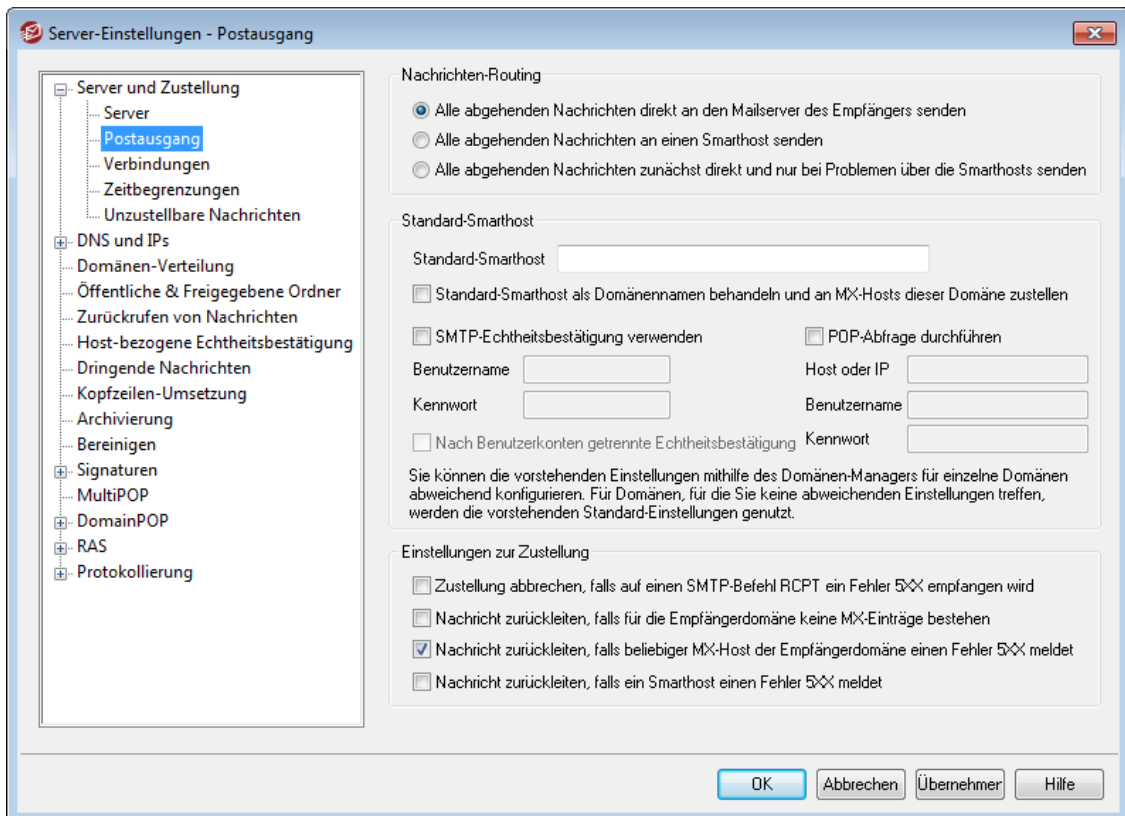 Server-Einstellungen - Postausgang
Server und Zustellung
Server
Postausgang
Verbindungen
Zeitbegrenzungen
Unzustellbare Nachrichten
DNS und IPs
Domänen-Verteilung
Öffentliche & Freigegebene Ordner
Zurückrufen von Nachrichten
Host-bezogene Echtheitsbestätigung
Dringende Nachrichten
Kopfzeilen-Umsetzung
Archivierung
Bereinigen
Signaturen
MultiPOP
DomainPOP
RAS
Protokollierung
Nachrichten-Routing
Alle abgehenden Nachrichten direkt an den Mailserver des Empfängers senden
Alle abgehenden Nachrichten an einen Smarthost senden
Alle abgehenden Nachrichten zunächst direkt und nur bei Problemen über die Smarthosts senden
Standard-Smarthost
Standard-Smarthost
Standard-Smarthost als Domänennamen behandeln und an MX-Hosts dieser Domäne zustellen
SMTP-Echtheitsbestätigung verwenden
POP-Abfrage durchführen
Benutzername
Host oder IP
Kennwort
Benutzername
Nach Benutzerkonten getrennte Echtheitsbestätigung
Kennwort
Sie können die vorstehenden Einstellungen mithilfe des Domänen-Managers für einzelne Domänen
abweichend konfigurieren. Für Domänen, für die Sie keine abweichenden Einstellungen treffen,
werden die vorstehenden Standard-Einstellungen genutzt.
Einstellungen zur Zustellung
Zustellung abbrechen, falls auf einen SMTP-Befehl RCPT ein Fehler 5XX empfangen wird
Nachricht zurückleiten, falls für die Empfängerdomäne keine MX-Einträge bestehen
Nachricht zurückleiten, falls beliebiger MX-Host der Empfängerdomäne einen Fehler 5XX meldet
Nachricht zurückleiten, falls ein Smarthost einen Fehler 5XX meldet
OK
Abbrechen
Übernehmer
Hilfe